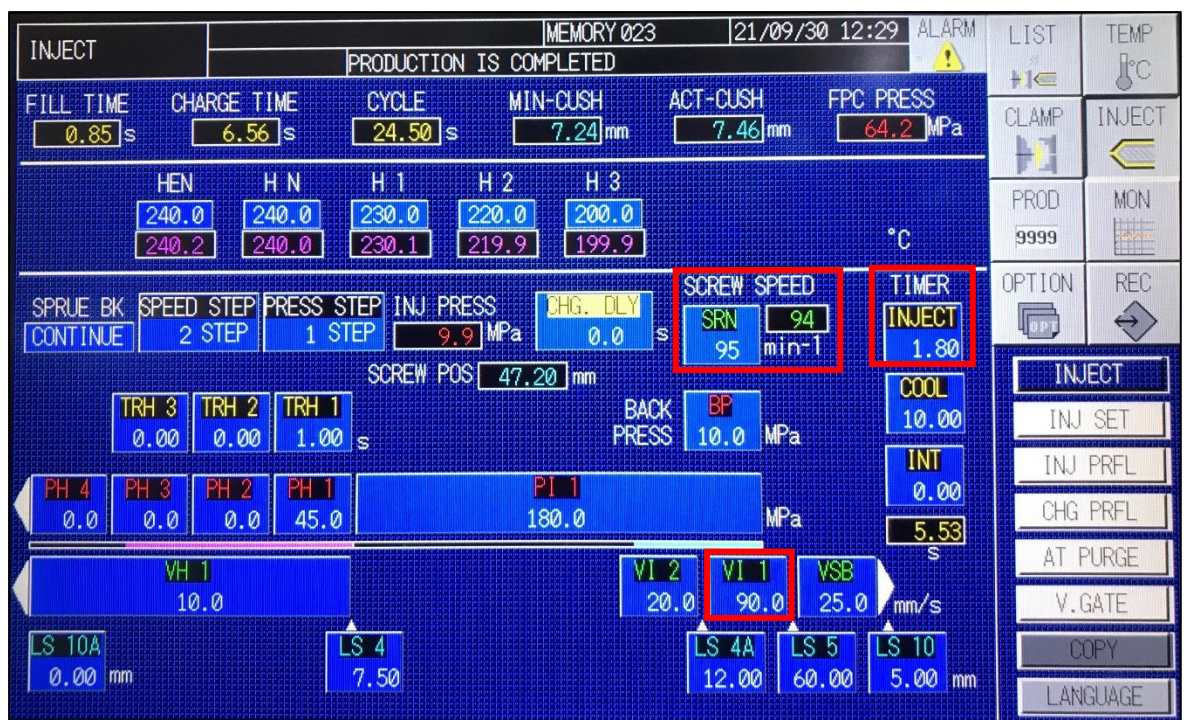 INJECT
MEMORY 023 21/09/30 12:29 ALARM
PRODUCTION IS COMPLETED
FILL TIME CHARGE TIME CYCLE MIN-CUSH ACT-CUSH FPC PRESS
0.85 s 6.56 s 24.50 s 7.24 mm 7.46 mm 64.2 MPa
HEN H N H 1 H 2 H 3
240.0 240.0 230.0 220.0 200.0
240.2 240.0 230.1 219.9 199.9 °C
SPRUE BK SPEED STEP PRESS STEP INJ PRESS CHG. DLY SCREW SPEED TIMER
CONTINUE 2 STEP 1 STEP 9.9 MPa 0.0 s SRN 94 INJECT
95 min-1 1.80
SCREW POS 47.20 mm
TRH 3 TRH 2 TRH 1 BACK BP COOL
0.00 0.00 1.00 s PRESS 10.0 MPa 10.00
INT
0.00
PH 4 PH 3 PH 2 PH 1 PI 1
0.0 0.0 0.0 45.0 180.0 MPa
5.53
s
VH 1 VI 2 VI 1 VSB
10.0 20.0 90.0 25.0 mm/s
LS 10A LS 4 LS 4A LS 5 LS 10
0.00 mm 7.50 12.00 60.00 5.00 mm
LIST TEMP
°C
CLAMP INJECT
PROD MON
9999
OPTION REC
OPT
INJECT
INJ SET
INJ PRFL
CHG PRFL
AT PURGE
V.GATE
COPY
LANGUAGE